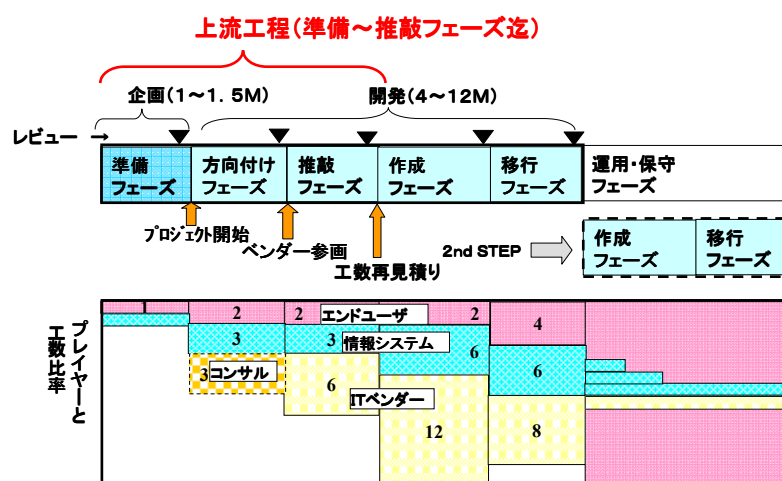 上流工程(準備～推敲フェーズ迄)
企画(1～1.5M)
開発(4～12M)
レビュー →
準備
フェーズ
方向付け
フェーズ
推敲
フェーズ
作成
フェーズ
移行
フェーズ
運用・保守
フェーズ
プロジェクト開始
ベンダー参画
工数再見積り
2nd STEP
作成
フェーズ
移行
フェーズ
プレイヤーと
工数比率
2
2
エンドユーザ
2
4
3
3
情報システム
6
6
3
コンサル
6
ITベンダー
12
8